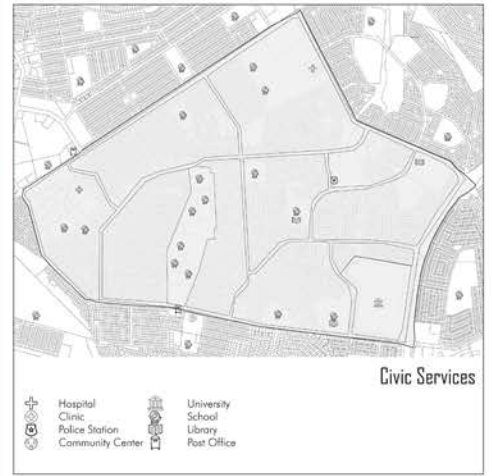 Civic Services
Hospital
Clinic
Police Station
Community Center
University
School
Library
Post Office